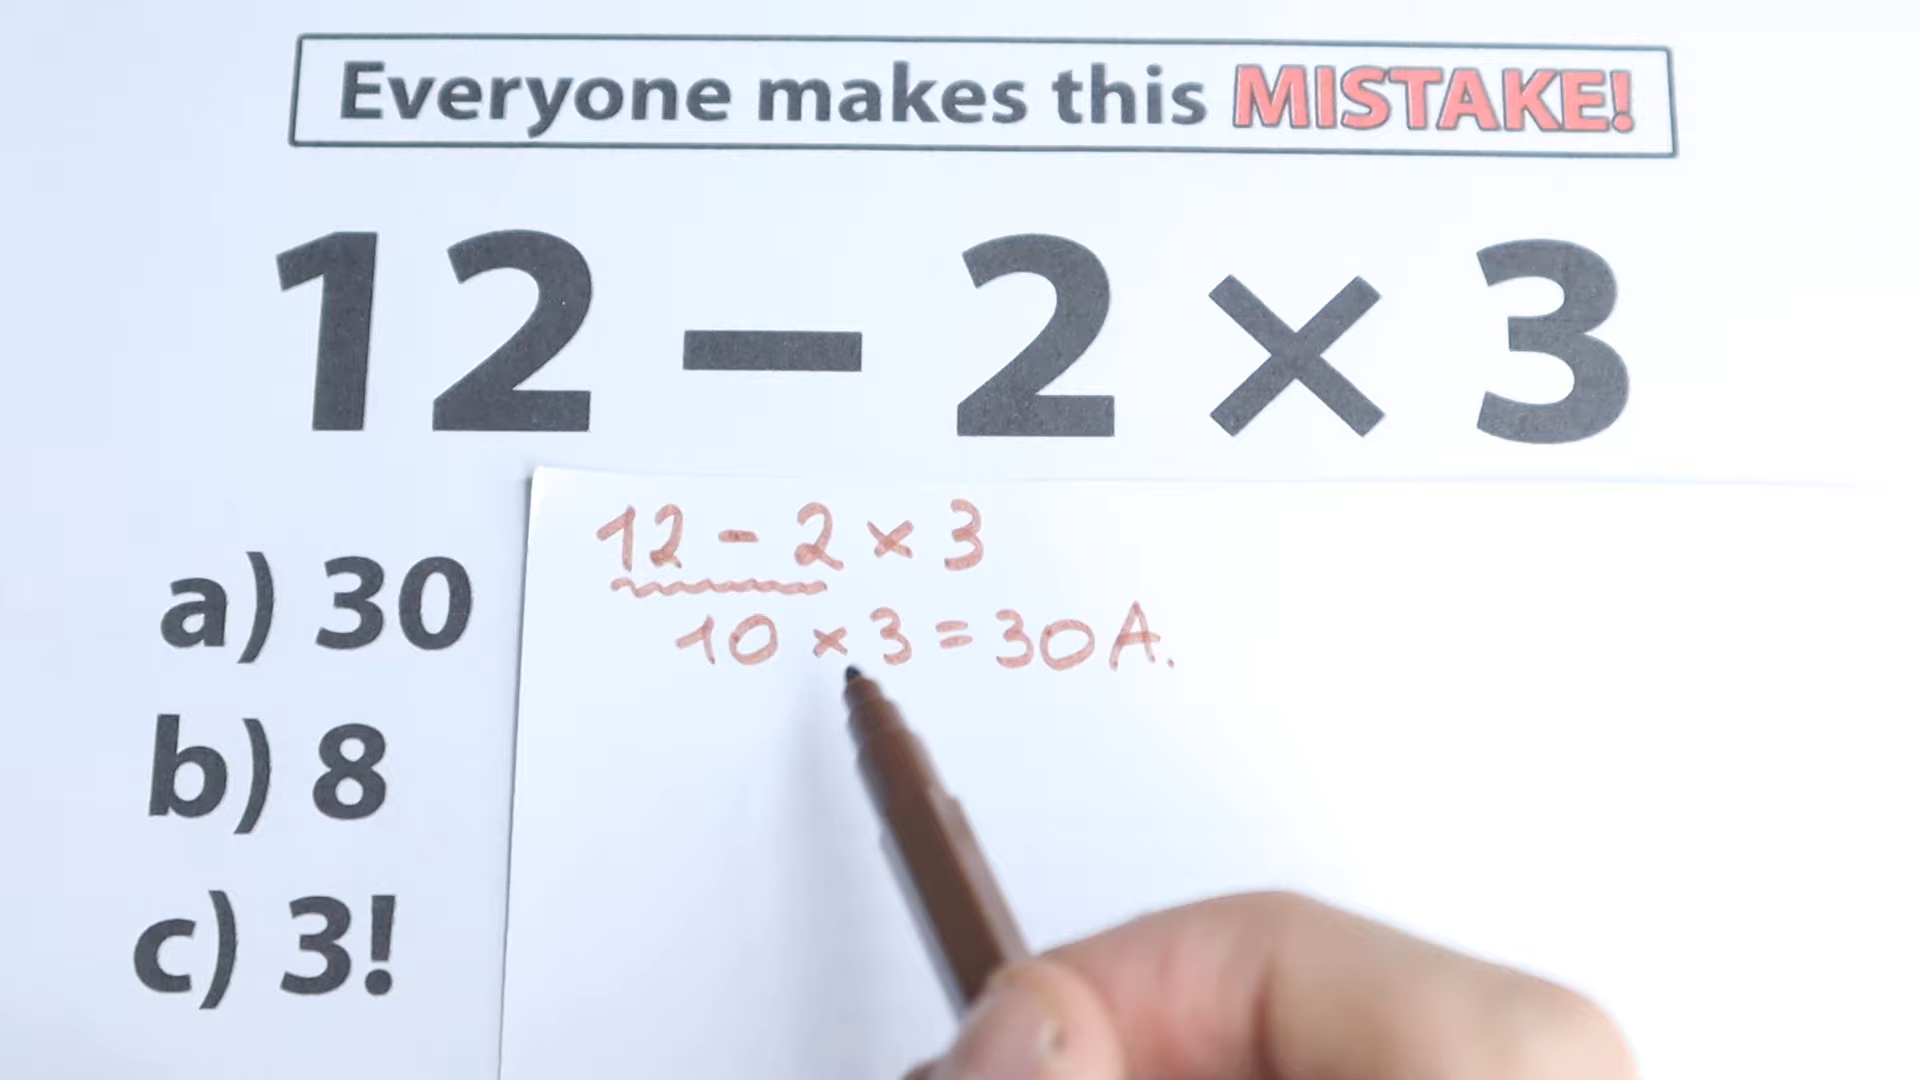 Everyone makes this MISTAKE!
12 − 2 × 3
12 - 2 × 3
10 × 3 = 30 A.
a) 30
b) 8
c) 3!